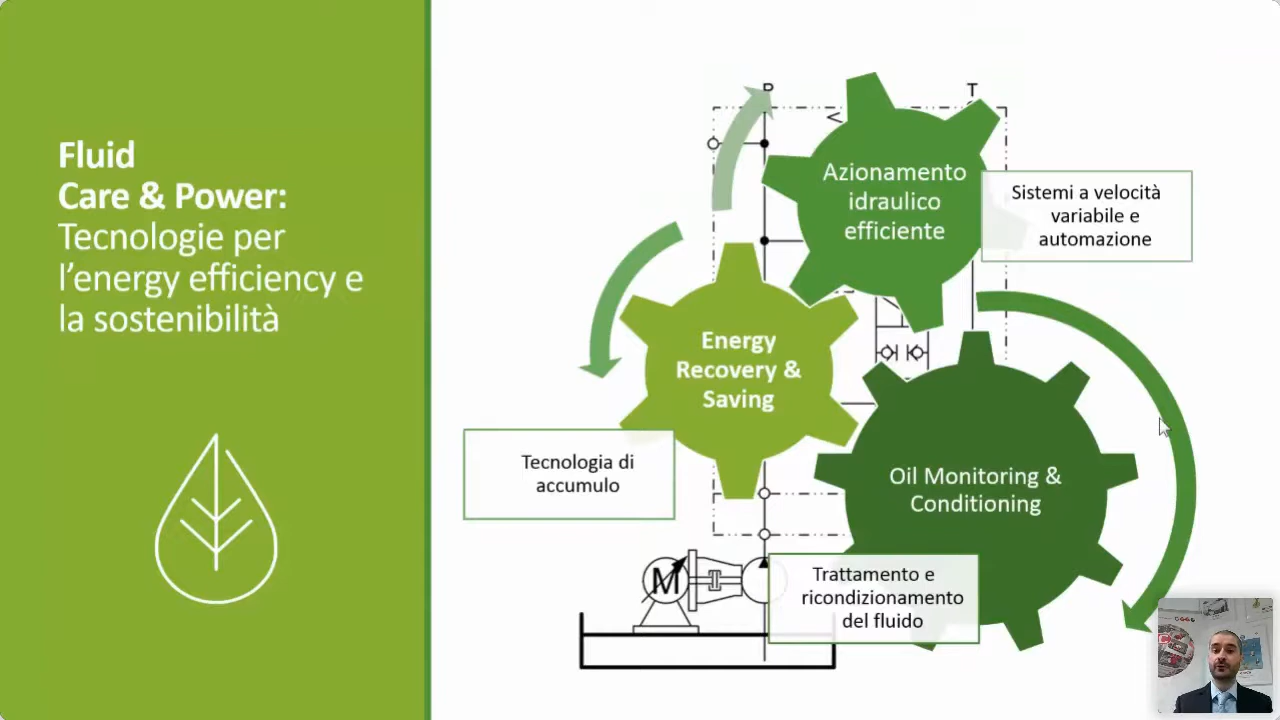 Fluid
Care & Power:
Tecnologie per
l'energy efficiency e
la sostenibilità
P
T
Azionamento
idraulico
efficiente
Sistemi a velocità
variabile e
automazione
Energy
Recovery &
Saving
Tecnologia di
accumulo
Oil Monitoring &
Conditioning
Trattamento e
ricondizionamento
del fluido
M